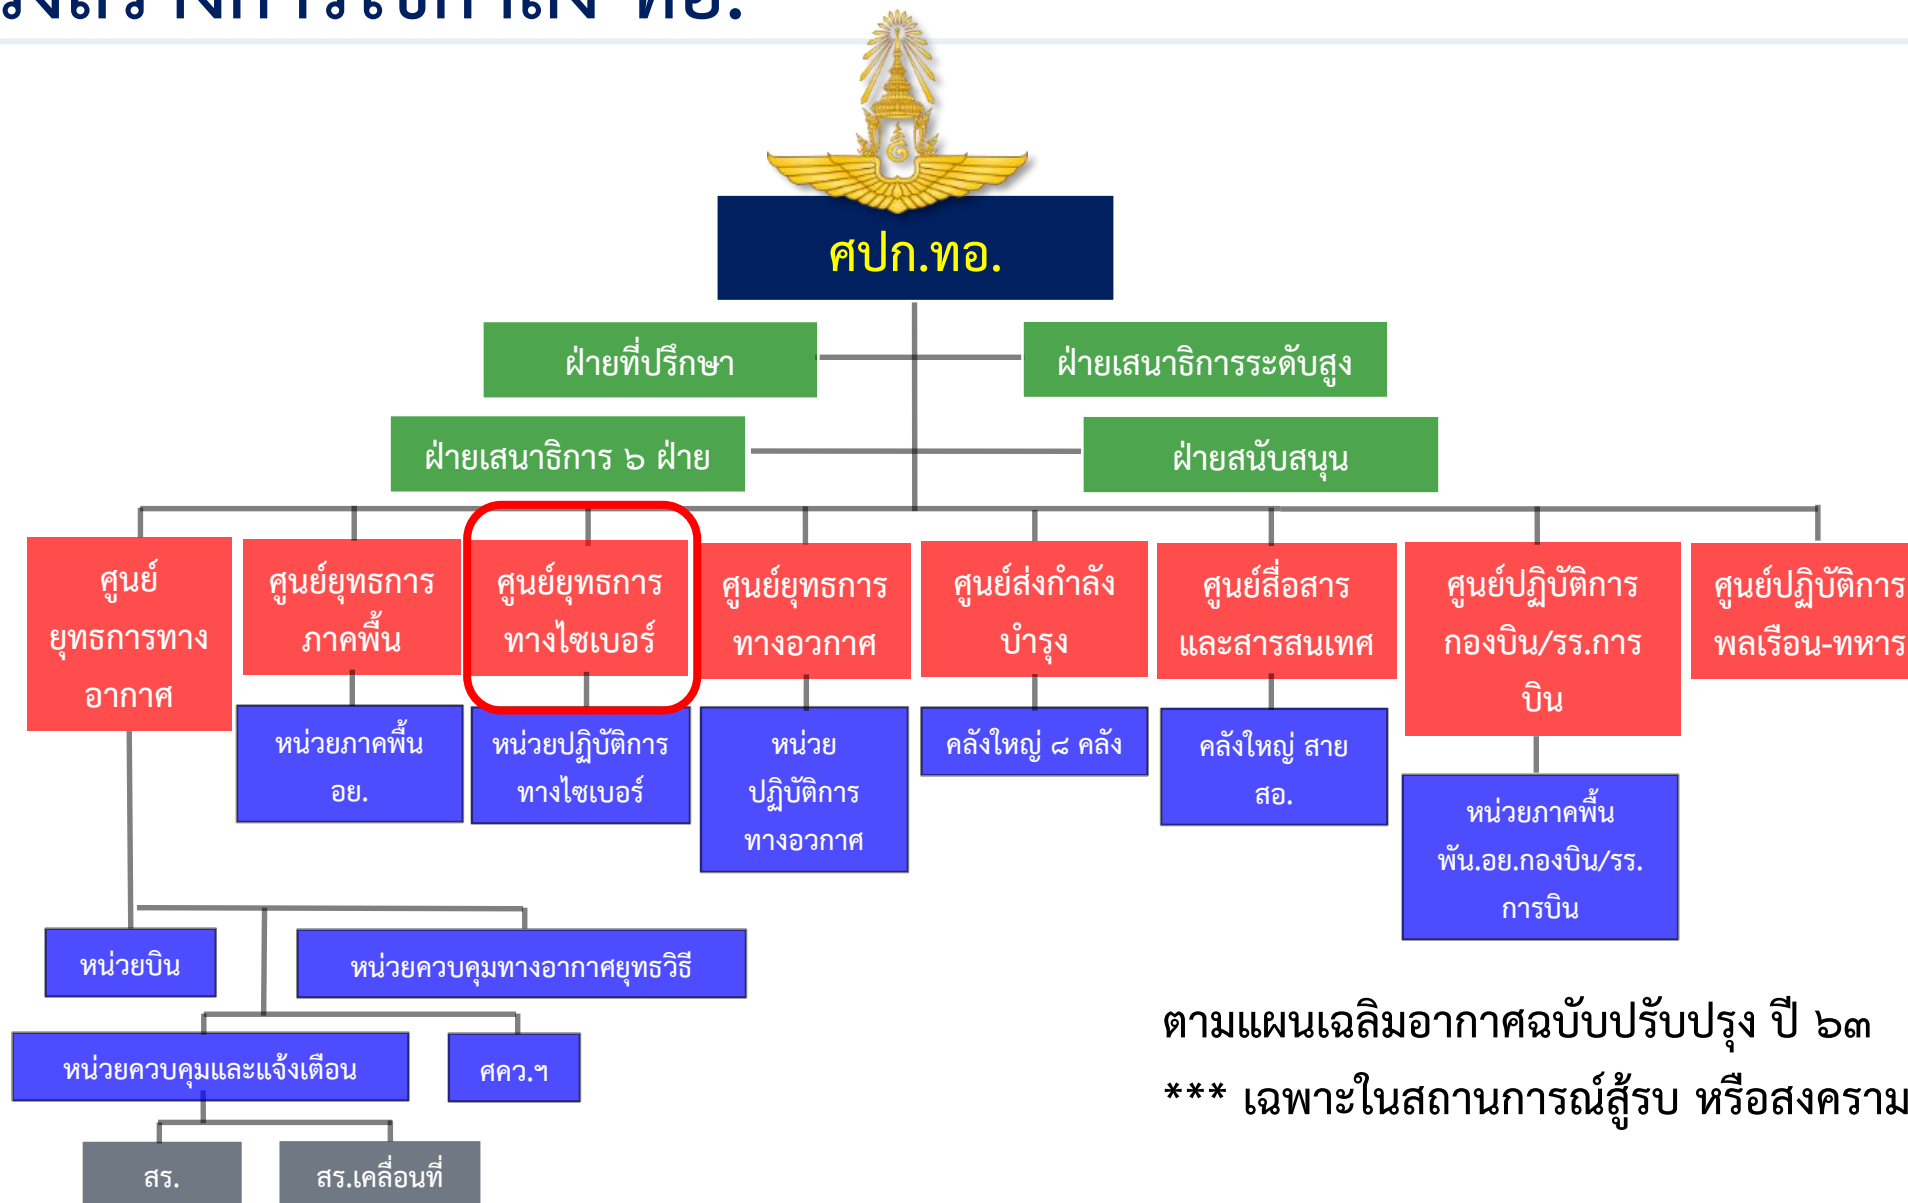 ใช้กำลัง ทอ.
ศปก.ทอ.
ฝ่ายที่ปรึกษา
ฝ่ายเสนาธิการระดับสูง
ฝ่ายเสนาธิการ ๖ ฝ่าย
ฝ่ายสนับสนุน
ศูนย์
ยุทธการทาง
อากาศ
ศูนย์ยุทธการ
ภาคพื้น
ศูนย์ยุทธการ
ทางไซเบอร์
ศูนย์ยุทธการ
ทางอวกาศ
ศูนย์ส่งกำลัง
บำรุง
ศูนย์สื่อสาร
และสารสนเทศ
ศูนย์ปฏิบัติการ
กองบิน/รร.การ
บิน
ศูนย์ปฏิบัติการ
พลเรือน-ทหาร
หน่วยภาคพื้น
อย.
หน่วยปฏิบัติการ
ทางไซเบอร์
หน่วย
ปฏิบัติการ
ทางอวกาศ
คลังใหญ่ ๘ คลัง
คลังใหญ่ สาย
สอ.
หน่วยภาคพื้น
พัน.อย.กองบิน/รร.
การบิน
หน่วยบิน
หน่วยควบคุมทางอากาศยุทธวิธี
หน่วยควบคุมและแจ้งเตือน
ศคว.ฯ
สร.
สร.เคลื่อนที่
ตามแผนเฉลิมอากาศฉบับปรับปรุง ปี ๖๓
*** เฉพาะในสถานการณ์สู้รบ หรือสงคราม